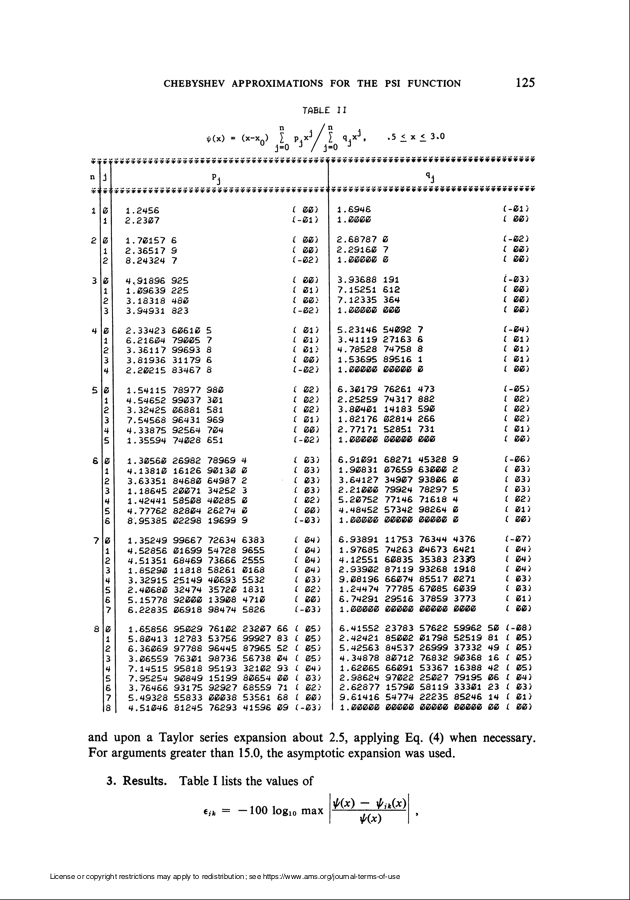 CHEBYSHEV APPROXIMATIONS FOR THE PSI FUNCTION 125
TABLE II
ψ(x) = (x-x₀) Σ_{j=0}^{n} p_j x^j / Σ_{j=0}^{n} q_j x^j, .5 ≤ x ≤ 3.0
n j p_j q_j
1 0 1.2456 ( 00) 1.6946 (-01)
1 2.2307 (-01) 1.0000 ( 00)
2 0 1.70157 6 ( 00) 2.68787 0 (-02)
1 2.36517 9 ( 00) 2.29160 7 ( 00)
2 8.24324 7 (-02) 1.00000 0 ( 00)
3 0 4.91896 925 ( 00) 3.93688 191 (-03)
1 1.09639 225 ( 01) 7.15251 612 ( 00)
2 3.18318 480 ( 00) 7.12335 364 ( 00)
3 3.94931 823 (-02) 1.00000 000 ( 00)
4 0 2.33423 60610 5 ( 01) 5.23146 54092 7 (-04)
1 6.21604 79005 7 ( 01) 3.41119 27163 6 ( 01)
2 3.36117 99693 8 ( 01) 4.78528 74758 8 ( 01)
3 3.81936 31179 6 ( 00) 1.53695 89516 1 ( 01)
4 2.20215 83467 8 (-02) 1.00000 00000 0 ( 00)
5 0 1.54115 78977 980 ( 02) 6.30179 76261 473 (-05)
1 4.54652 99037 301 ( 02) 2.25259 74317 882 ( 02)
2 3.32425 06881 581 ( 02) 3.80401 14183 590 ( 02)
3 7.54568 96431 969 ( 01) 1.82176 02814 266 ( 02)
4 4.33875 92564 704 ( 00) 2.77171 52851 731 ( 01)
5 1.35594 74028 651 (-02) 1.00000 00000 000 ( 00)
6 0 1.30560 26982 78969 4 ( 03) 6.91091 68271 45328 9 (-06)
1 4.13810 16126 90130 0 ( 03) 1.90831 07659 63000 2 ( 03)
2 3.63351 84680 64987 2 ( 03) 3.64127 34907 93806 0 ( 03)
3 1.18645 20071 34252 3 ( 03) 2.21000 79924 78297 5 ( 03)
4 1.42441 58508 40285 0 ( 02) 5.20752 77146 71618 4 ( 02)
5 4.77762 82804 26274 0 ( 00) 4.48452 57342 98264 0 ( 01)
6 8.95385 02298 19699 9 (-03) 1.00000 00000 00000 0 ( 00)
7 0 1.35249 99667 72634 6383 ( 04) 6.93891 11753 76344 4376 (-07)
1 4.52856 01699 54728 9655 ( 04) 1.97685 74263 04673 6421 ( 04)
2 4.51351 68469 73666 2555 ( 04) 4.12551 60835 35383 2333 ( 04)
3 1.85290 11818 58261 0168 ( 04) 2.93902 87119 93268 1918 ( 04)
4 3.32915 25149 40693 5532 ( 03) 9.08196 66074 85517 0271 ( 03)
5 2.40680 32474 35720 1831 ( 02) 1.24474 77785 67085 6039 ( 03)
6 5.15778 92000 13908 4710 ( 00) 6.74291 29516 37859 3773 ( 01)
7 6.22835 06918 98474 5826 (-03) 1.00000 00000 00000 0000 ( 00)
8 0 1.65856 95029 76102 23207 66 ( 05) 6.41552 23783 57622 59962 50 (-08)
1 5.80413 12783 53756 99927 83 ( 05) 2.42421 85002 01798 52519 81 ( 05)
2 6.36069 97788 96445 87965 52 ( 05) 5.42563 84537 26999 37332 49 ( 05)
3 3.06559 76301 98736 56738 04 ( 05) 4.34878 80712 76832 90368 16 ( 05)
4 7.14515 95818 95193 32102 93 ( 04) 1.62065 66091 53367 16388 42 ( 05)
5 7.95254 90849 15199 80654 00 ( 03) 2.98624 97022 25027 79195 06 ( 04)
6 3.76466 93175 92927 68559 71 ( 02) 2.62877 15790 58119 33301 23 ( 03)
7 5.49328 55833 00038 53561 68 ( 00) 9.61416 54774 22235 85246 14 ( 01)
8 4.51046 81245 76293 41596 09 (-03) 1.00000 00000 00000 00000 00 ( 00)
and upon a Taylor series expansion about 2.5, applying Eq. (4) when necessary.
For arguments greater than 15.0, the asymptotic expansion was used.
3. Results. Table I lists the values of
ε_{ik} = −100 log₁₀ max |ψ(x) − ψ_{ik}(x) / ψ(x)| ,
License or copyright restrictions may apply to redistribution; see https://www.ams.org/journal-terms-of-use